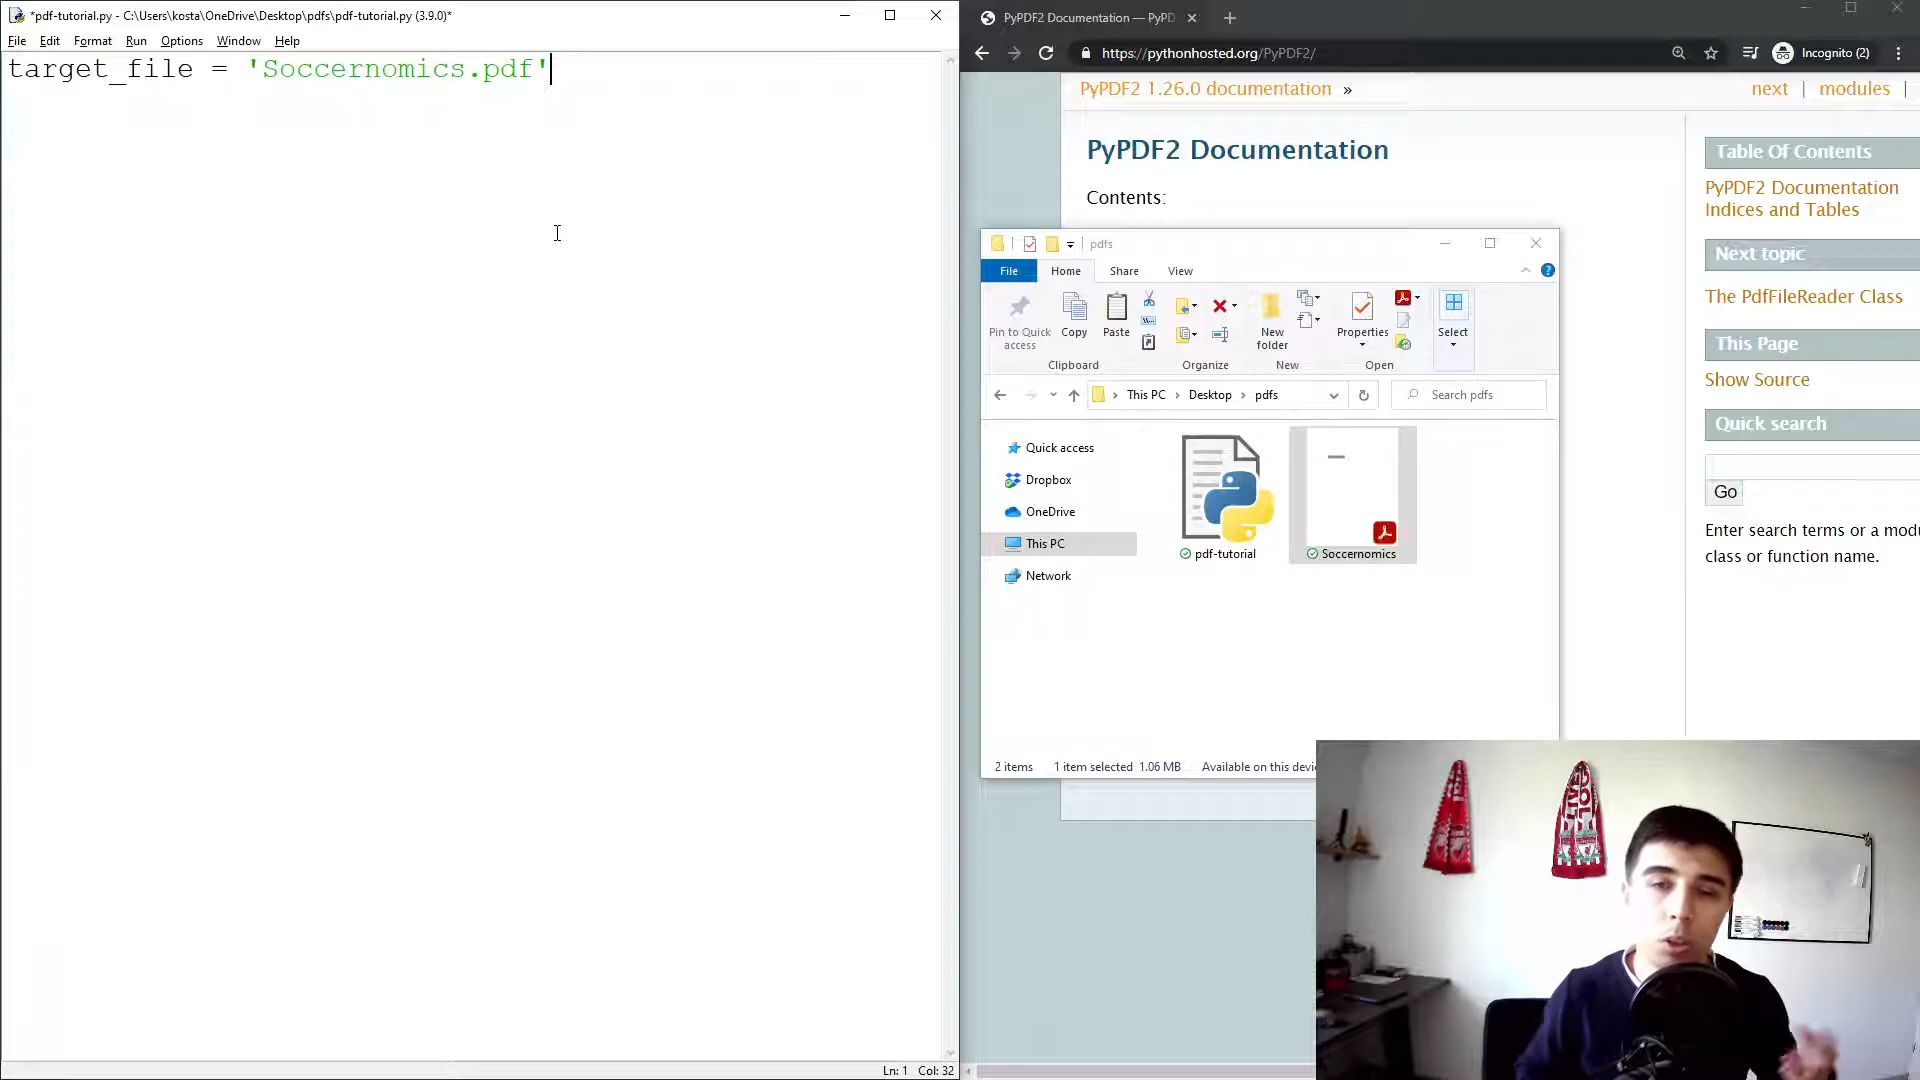 *pdf-tutorial.py - C:\Users\kosta\OneDrive\Desktop\pdfs\pdf-tutorial.py (3.9.0)*
File Edit Format Run Options Window Help
target_file = 'Soccernomics.pdf'
Ln: 1 Col: 32
PyPDF2 Documentation — PyPD
https://pythonhosted.org/PyPDF2/
Incognito (2)
PyPDF2 1.26.0 documentation »
next | modules |
PyPDF2 Documentation
Contents:
Table Of Contents
PyPDF2 Documentation
Indices and Tables
Next topic
The PdfFileReader Class
This Page
Show Source
Quick search
Go
Enter search terms or a modu
class or function name.
pdfs
File Home Share View
Pin to Quick access
Copy
Paste
Clipboard
Organize
New folder
New
Properties
Open
Select
This PC > Desktop > pdfs
Search pdfs
Quick access
Dropbox
OneDrive
This PC
Network
pdf-tutorial
Soccernomics
2 items 1 item selected 1.06 MB Available on this devi